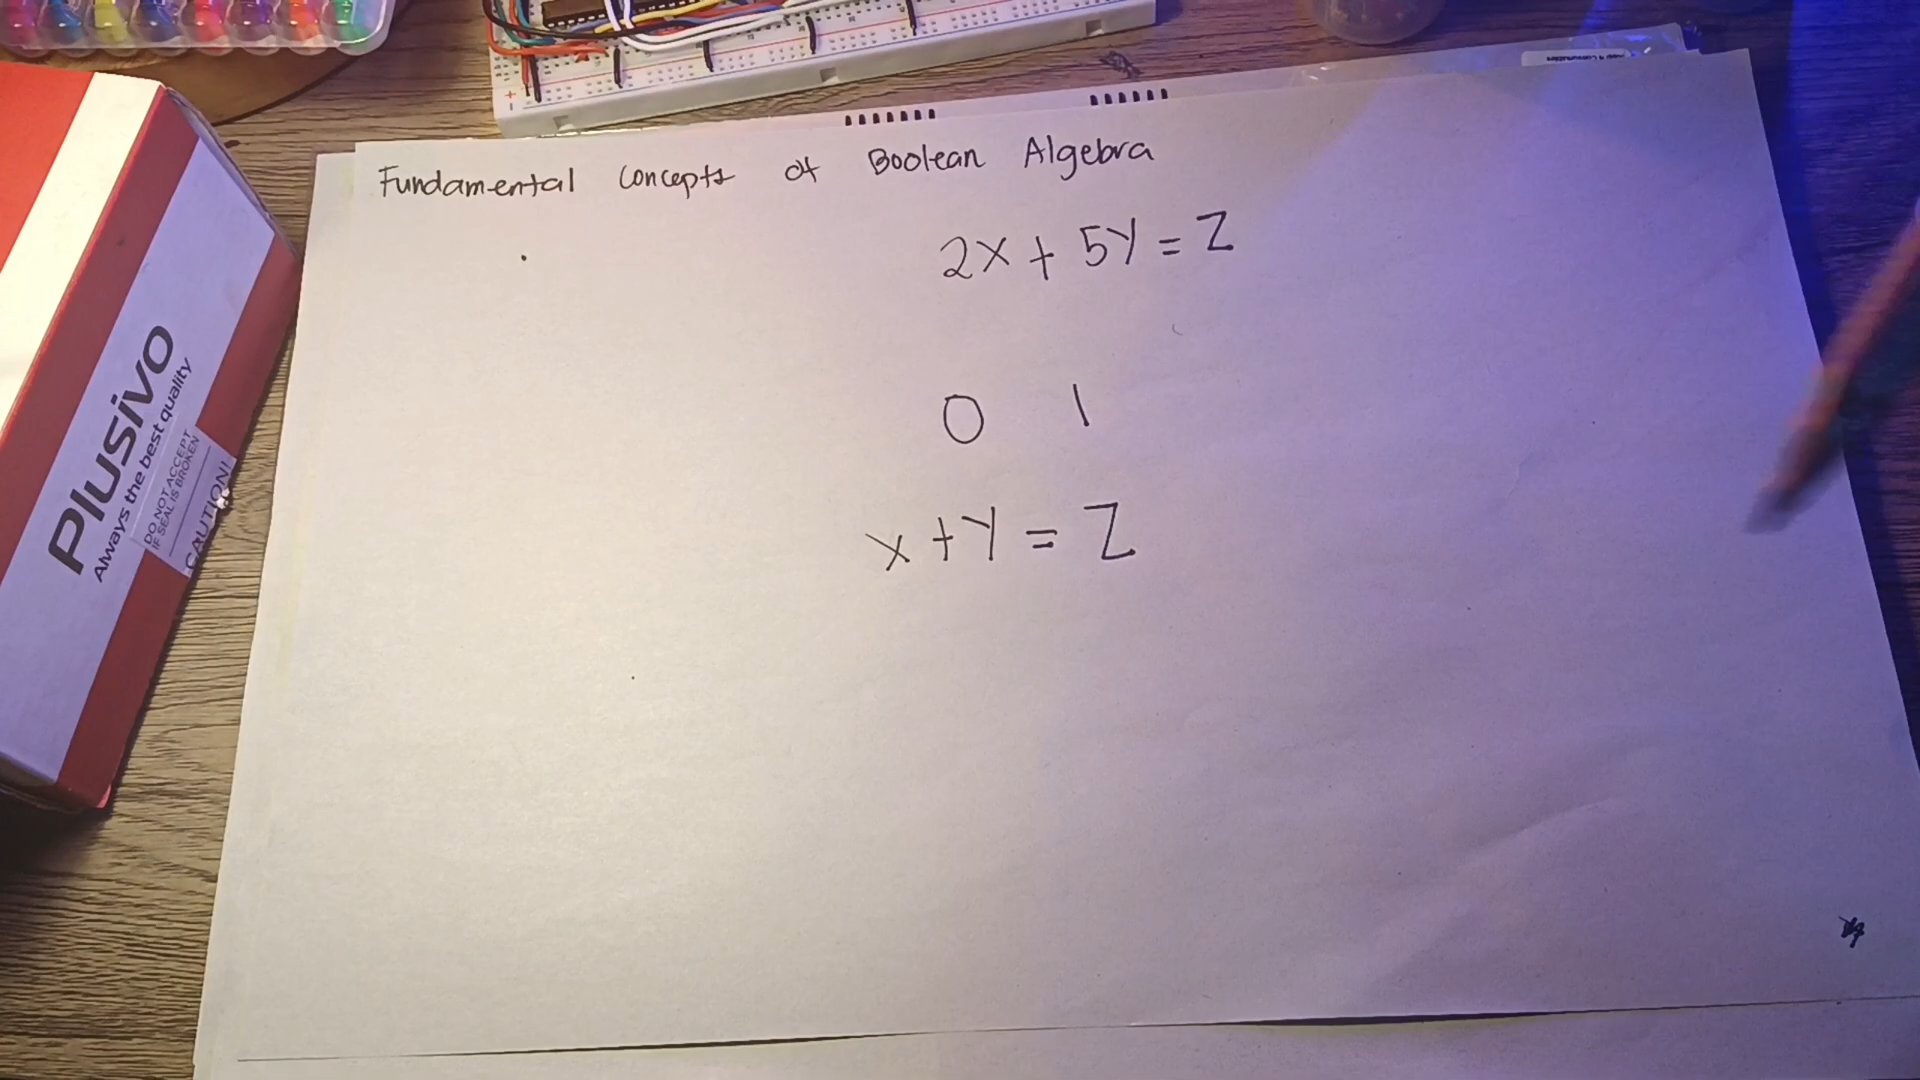 Fundamental Concepts of Boolean Algebra
2X + 5Y = Z
0 1
X + Y = Z
Plusivo
Always the best quality
DO NOT ACCEPT
IF SEAL IS BROKEN
CAUTION!